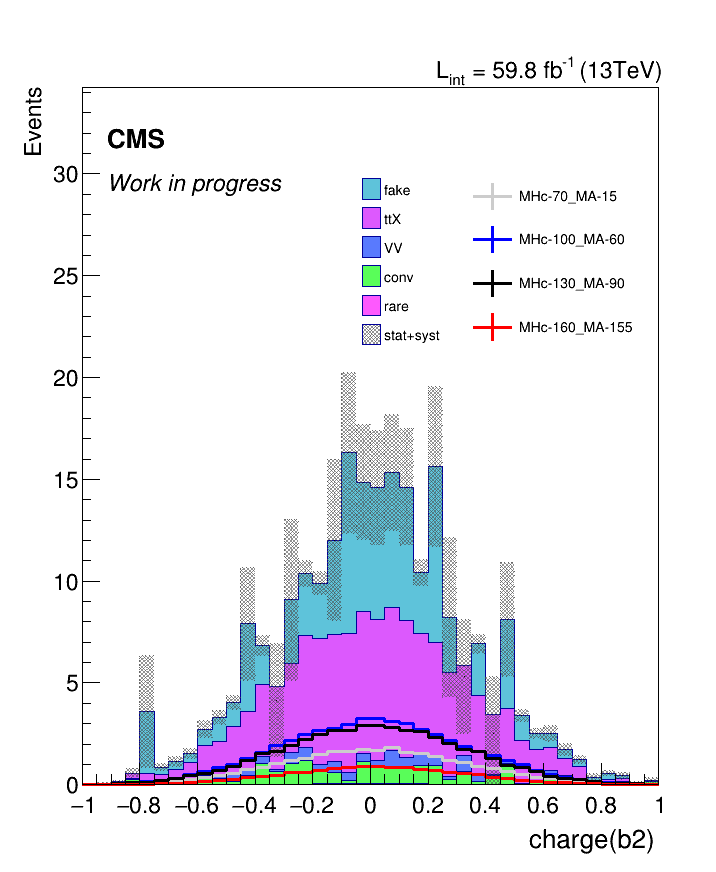 L_int = 59.8 fb^-1 (13TeV)
Events
CMS
Work in progress
fake
ttX
VV
conv
rare
stat+syst
MHc-70_MA-15
MHc-100_MA-60
MHc-130_MA-90
MHc-160_MA-155
30
25
20
15
10
5
0
−1 −0.8 −0.6 −0.4 −0.2 0 0.2 0.4 0.6 0.8 1
charge(b2)